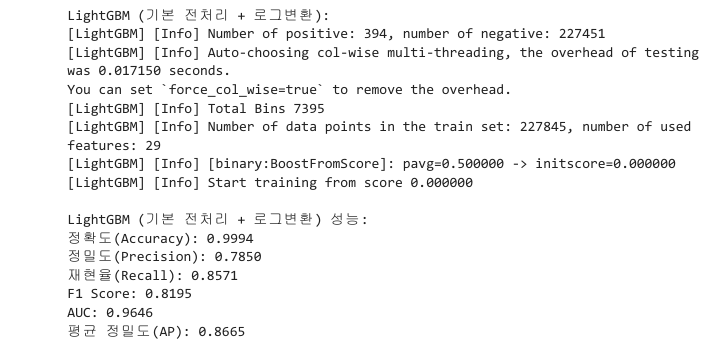 LightGBM (기본 전처리 + 로그변환):
[LightGBM] [Info] Number of positive: 394, number of negative: 227451
[LightGBM] [Info] Auto-choosing col-wise multi-threading, the overhead of testing
was 0.017150 seconds.
You can set `force_col_wise=true` to remove the overhead.
[LightGBM] [Info] Total Bins 7395
[LightGBM] [Info] Number of data points in the train set: 227845, number of used
features: 29
[LightGBM] [Info] [binary:BoostFromScore]: pavg=0.500000 -> initscore=0.000000
[LightGBM] [Info] Start training from score 0.000000
LightGBM (기본 전처리 + 로그변환) 성능:
정확도(Accuracy): 0.9994
정밀도(Precision): 0.7850
재현율(Recall): 0.8571
F1 Score: 0.8195
AUC: 0.9646
평균 정밀도(AP): 0.8665